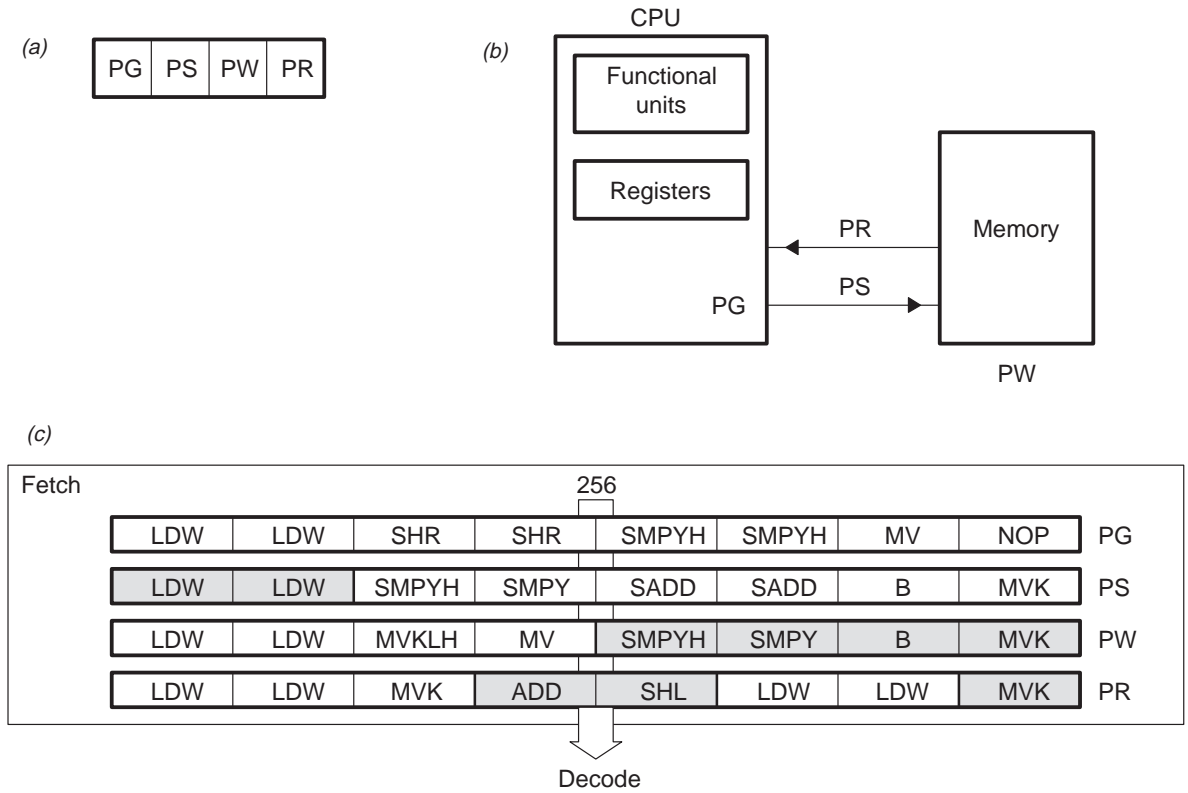 (a)
PG PS PW PR
(b)
CPU
Functional
units
Registers
PR
PS
PG
Memory
PW
(c)
Fetch
256
LDW LDW SHR SHR SMPYH SMPYH MV NOP PG
LDW LDW SMPYH SMPY SADD SADD B MVK PS
LDW LDW MVKLH MV SMPYH SMPY B MVK PW
LDW LDW MVK ADD SHL LDW LDW MVK PR
Decode